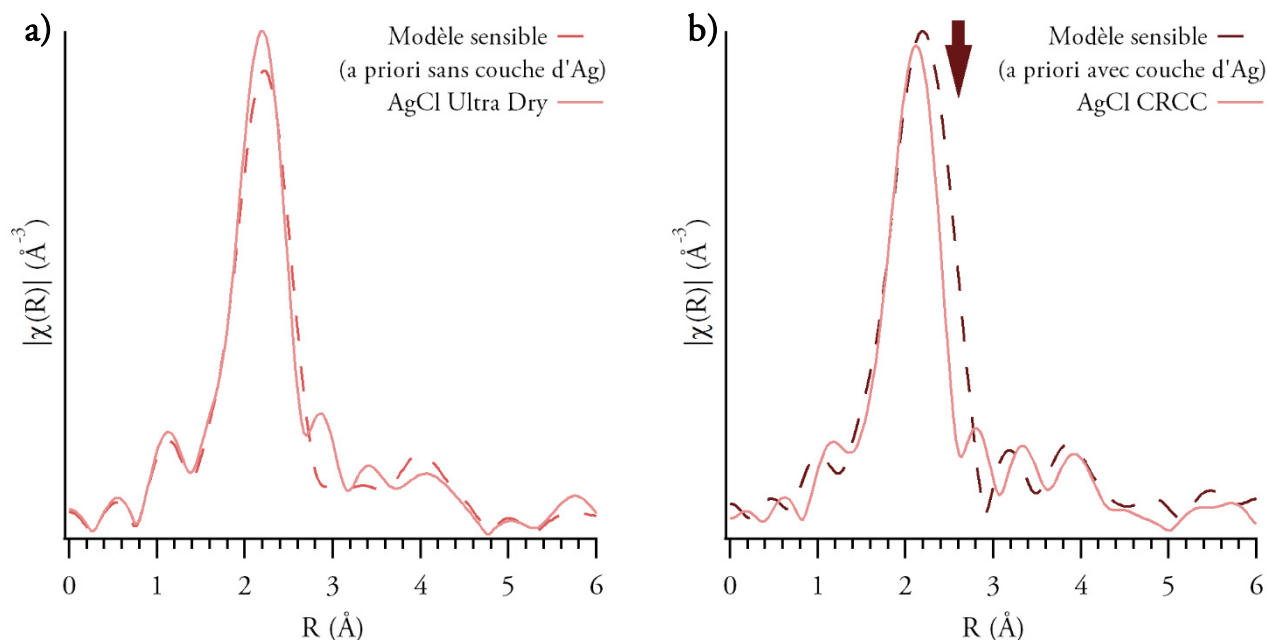 a)
Modèle sensible
(a priori sans couche d'Ag)
AgCl Ultra Dry
|χ(R)| (Å⁻³)
0 1 2 3 4 5 6
R (Å)
b)
Modèle sensible
(a priori avec couche d'Ag)
AgCl CRCC
|χ(R)| (Å⁻³)
0 1 2 3 4 5 6
R (Å)